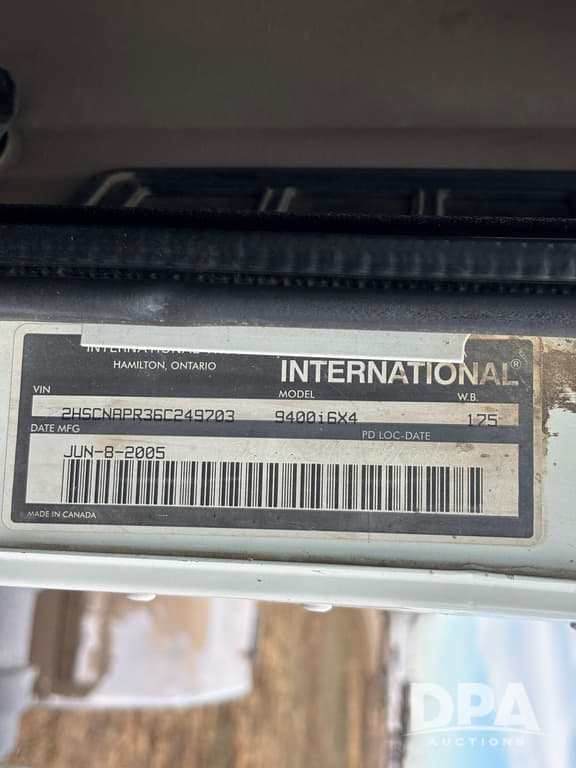 HAMILTON, ONTARIO
INTERNATIONAL®
VIN MODEL W.B.
2HSCNAPR36C249703 9400i6X4 175
DATE MFG PD LOC-DATE
JUN-8-2005
MADE IN CANADA
DPA
AUCTIONS